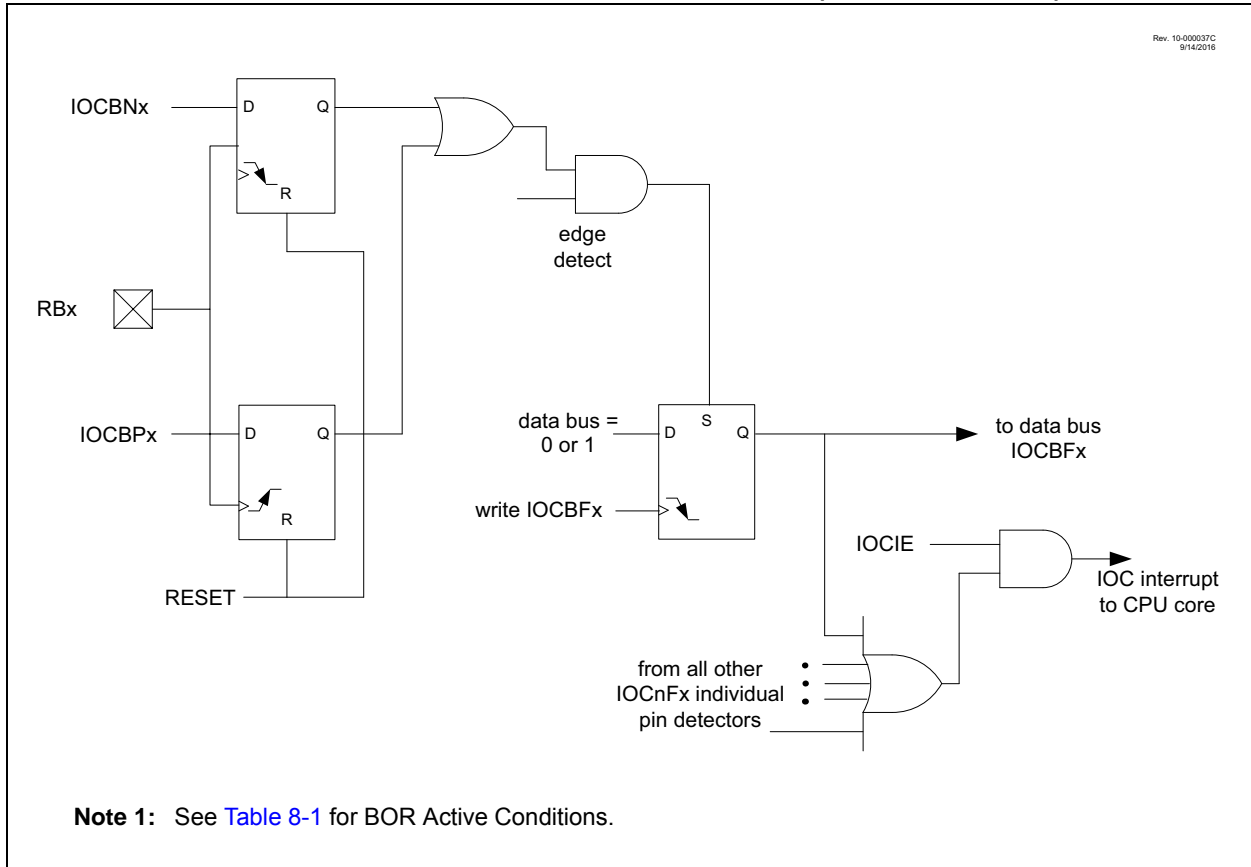 Rev. 10-000037C
9/14/2016
IOCBNx
D
Q
R
edge
detect
RBx
IOCBPx
D
Q
R
RESET
data bus =
0 or 1
D
S
Q
write IOCBFx
to data bus
IOCBFx
IOCIE
IOC interrupt
to CPU core
from all other
IOCnFx individual
pin detectors
Note 1: See Table 8-1 for BOR Active Conditions.